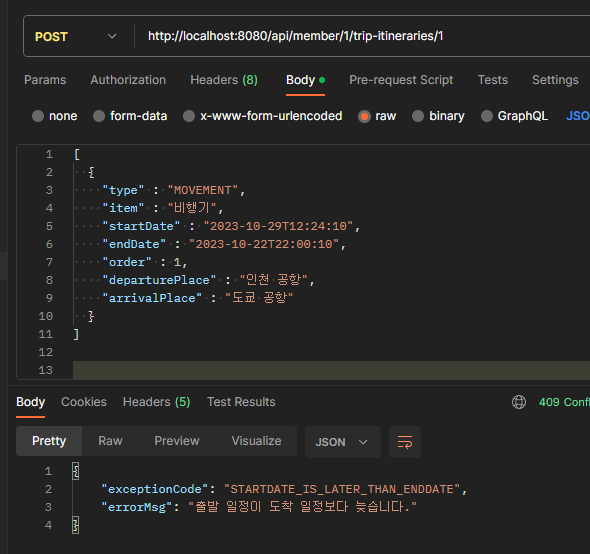 POST http://localhost:8080/api/member/1/trip-itineraries/1
Params Authorization Headers (8) Body Pre-request Script Tests Settings
none form-data x-www-form-urlencoded raw binary GraphQL
1 [
2 {
3 "type" : "MOVEMENT",
4 "item" : "비행기",
5 "startDate" : "2023-10-29T12:24:10",
6 "endDate" : "2023-10-22T22:00:10",
7 "order" : 1,
8 "departurePlace" : "인천 공항",
9 "arrivalPlace" : "도쿄 공항"
10 }
11 ]
12
13
Body Cookies Headers (5) Test Results 409
Pretty Raw Preview Visualize JSON
1 {
2 "exceptionCode": "STARTDATE_IS_LATER_THAN_ENDDATE",
3 "errorMsg": "출발 일정이 도착 일정보다 늦습니다."
4 }